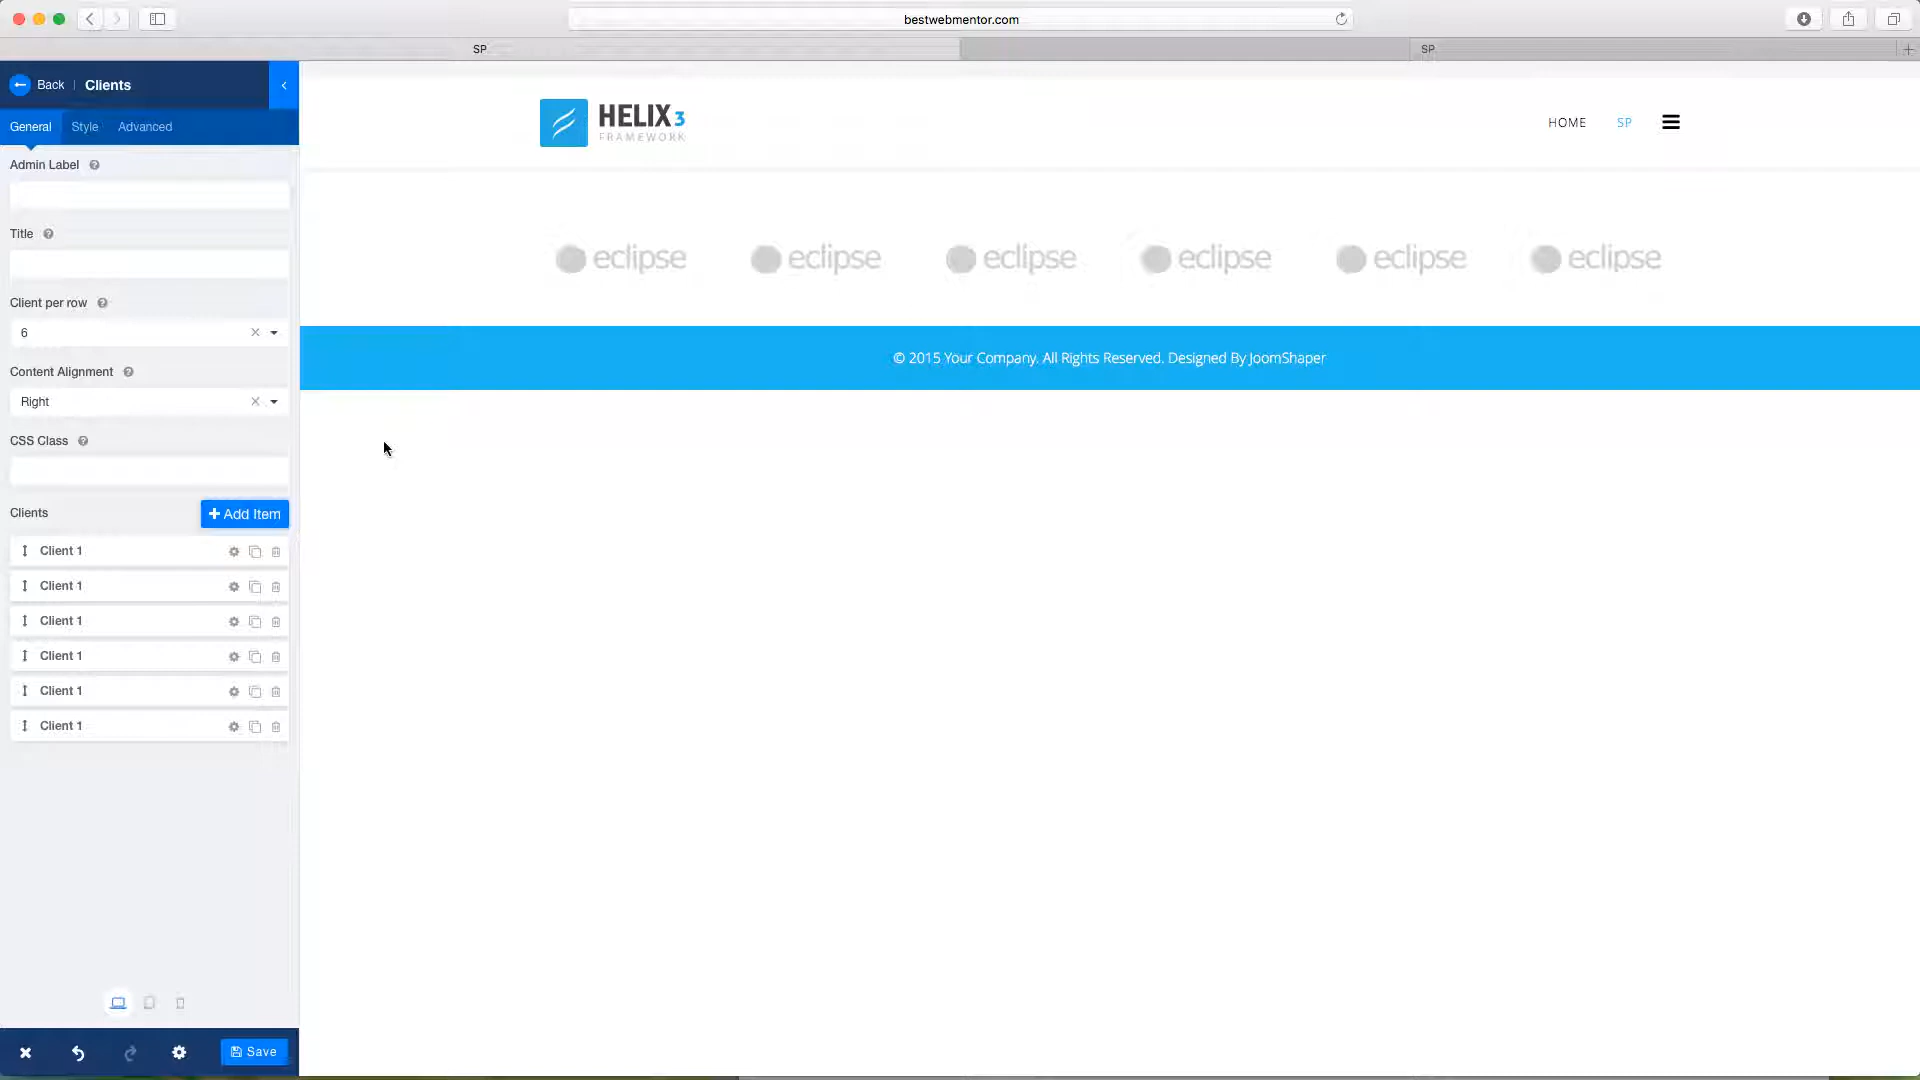 bestwebmentor.com
SP
SP
Back
Clients
General
Style
Advanced
Admin Label
Title
Client per row
6
Content Alignment
Right
CSS Class
Clients
+ Add Item
Client 1
Client 1
Client 1
Client 1
Client 1
Client 1
Save
HELIX3
FRAMEWORK
HOME
SP
eclipse
eclipse
eclipse
eclipse
eclipse
eclipse
© 2015 Your Company. All Rights Reserved. Designed By JoomShaper